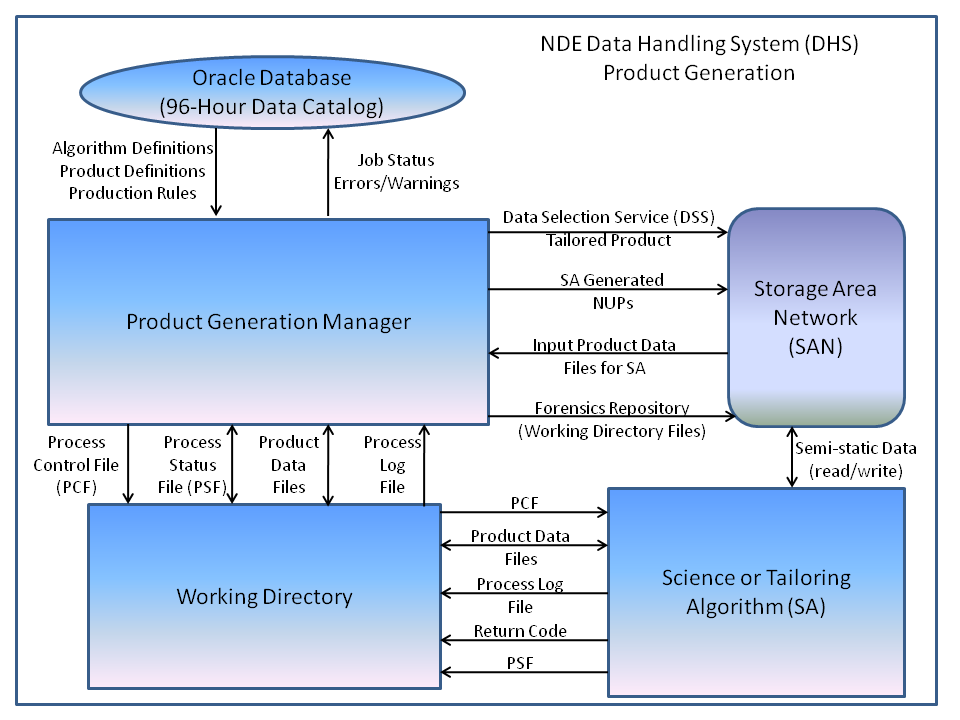 NDE Data Handling System (DHS)
Product Generation
Oracle Database
(96-Hour Data Catalog)
Algorithm Definitions
Product Definitions
Production Rules
Job Status
Errors/Warnings
Product Generation Manager
Data Selection Service (DSS)
Tailored Product
SA Generated
NUPs
Input Product Data
Files for SA
Forensics Repository
(Working Directory Files)
Storage Area
Network
(SAN)
Process
Control File
(PCF)
Process
Status
File (PSF)
Product
Data
Files
Process
Log
File
Semi-static Data
(read/write)
Working Directory
PCF
Product Data
Files
Process Log
File
Return Code
PSF
Science or Tailoring
Algorithm (SA)